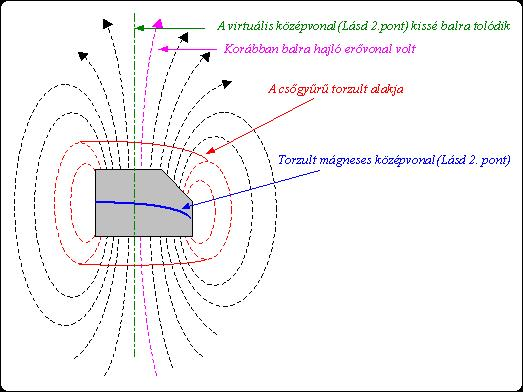 A virtuális középvonal (Lásd 2.pont) kissé balra tolódik
Korábban balra hajló erővonal volt
A csőgyűrű torzult alakja
Torzult mágneses középvonal (Lásd 2. pont)